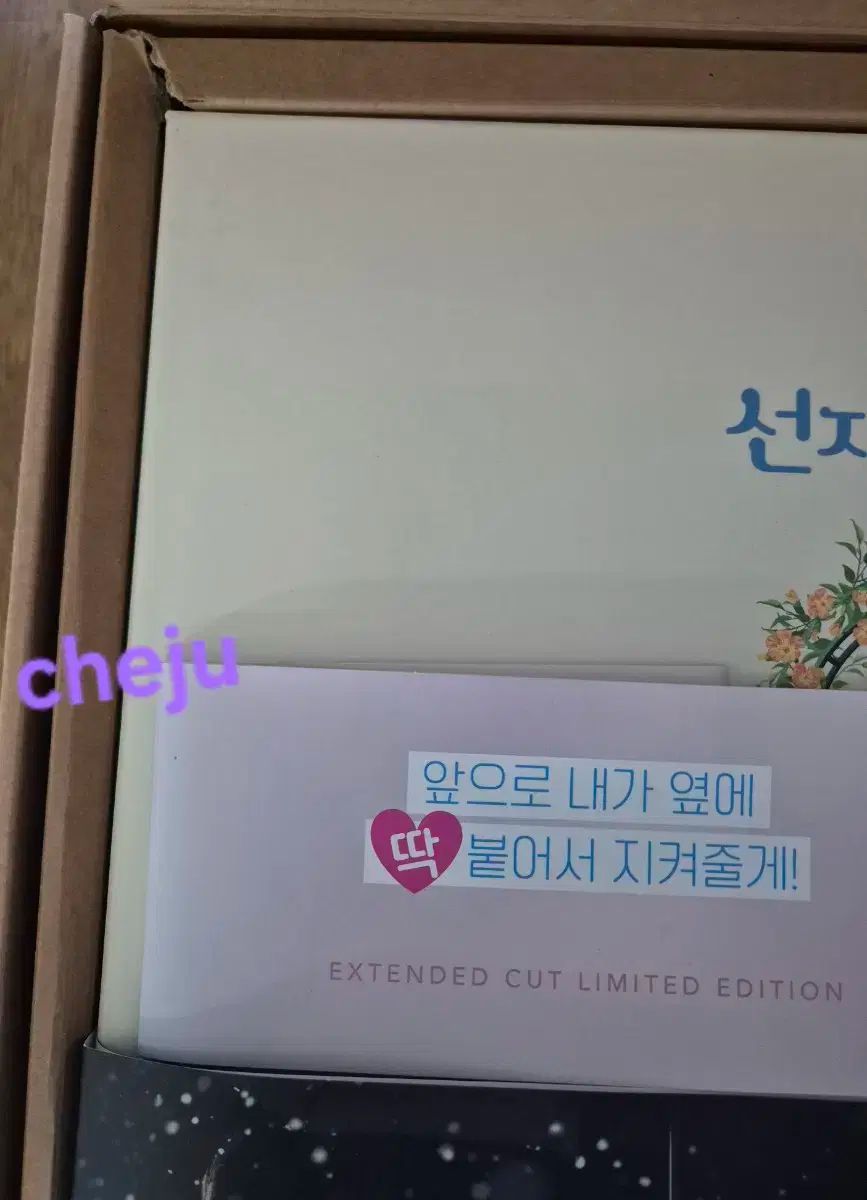 선
cheju
앞으로 내가 옆에
딱 붙어서 지켜줄게!
EXTENDED CUT LIMITED EDITION